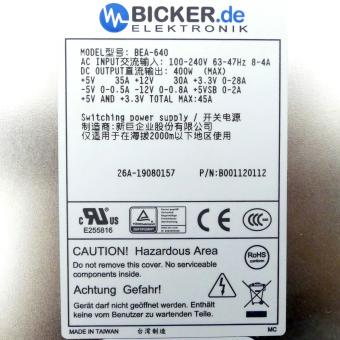 BICKER.de
ELEKTRONIK
MODEL型号: BEA-640
AC INPUT交流输入: 100-240V 63-47Hz 8-4A
DC OUTPUT直流输出: 400W (MAX)
+5V 35A +12V 30A +3.3V 0-28A
-5V 0-0.5A -12V 0-0.8A +5VSB 0-2A
+5V AND +3.3V TOTAL MAX:45A
Switching power supply / 开关电源
制造商: 新巨企业股份有限公司
仅适用于在海拔2000m以下地区使用
26A-19080157 P/N:B00112011Z
c UL US
E255816
TÜVRheinland
CERTIFIED
CCC
CAUTION! Hazardous Area
Do not remove this cover. No serviceable
components inside.
RoHS
Achtung Gefahr!
Gerät darf nicht geöffnet werden. Enthält
keine vom Benutzer zu wartenden Teile.
MADE IN TAIWAN 台湾制造 MC